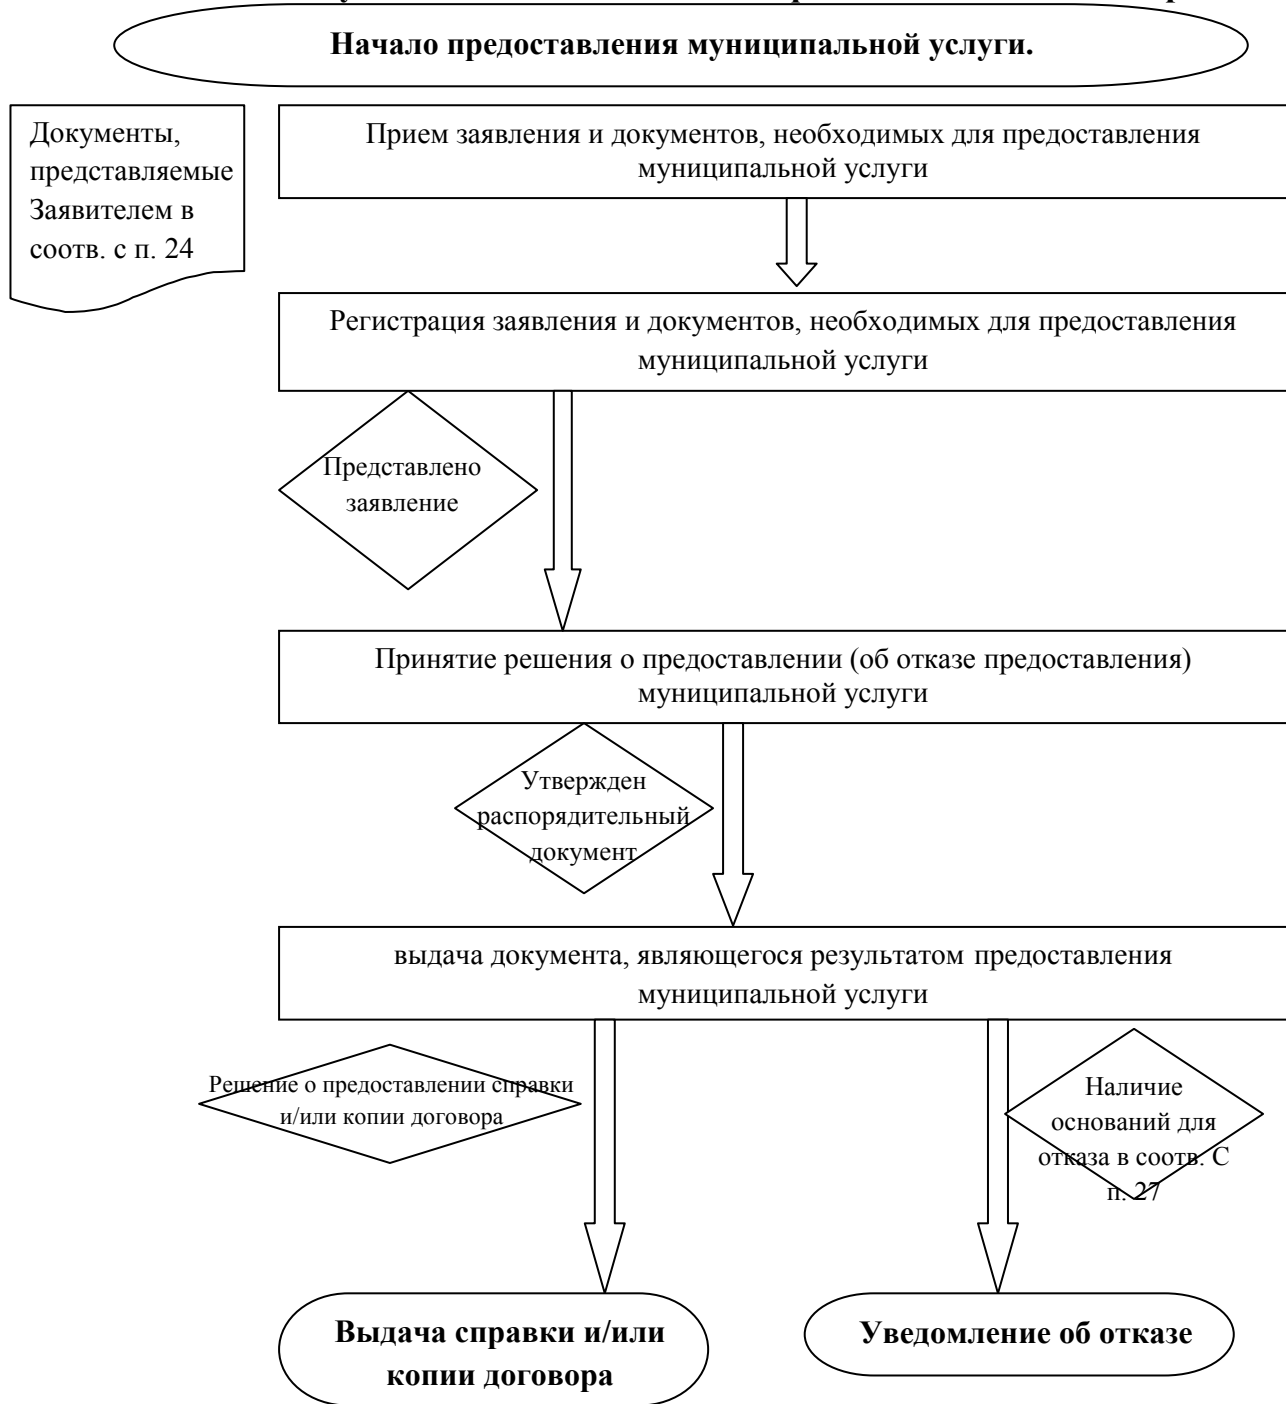 Начало предоставления муниципальной услуги.
Документы,
представляемые
Заявителем в
соотв. с п. 24
Прием заявления и документов, необходимых для предоставления
муниципальной услуги
Регистрация заявления и документов, необходимых для предоставления
муниципальной услуги
Представлено
заявление
Принятие решения о предоставлении (об отказе предоставления)
муниципальной услуги
Утвержден
распорядительный
документ
выдача документа, являющегося результатом предоставления
муниципальной услуги
Решение о предоставлении справки
и/или копии договора
Наличие
оснований для
отказа в соотв. С
п. 27
Выдача справки и/или
копии договора
Уведомление об отказе